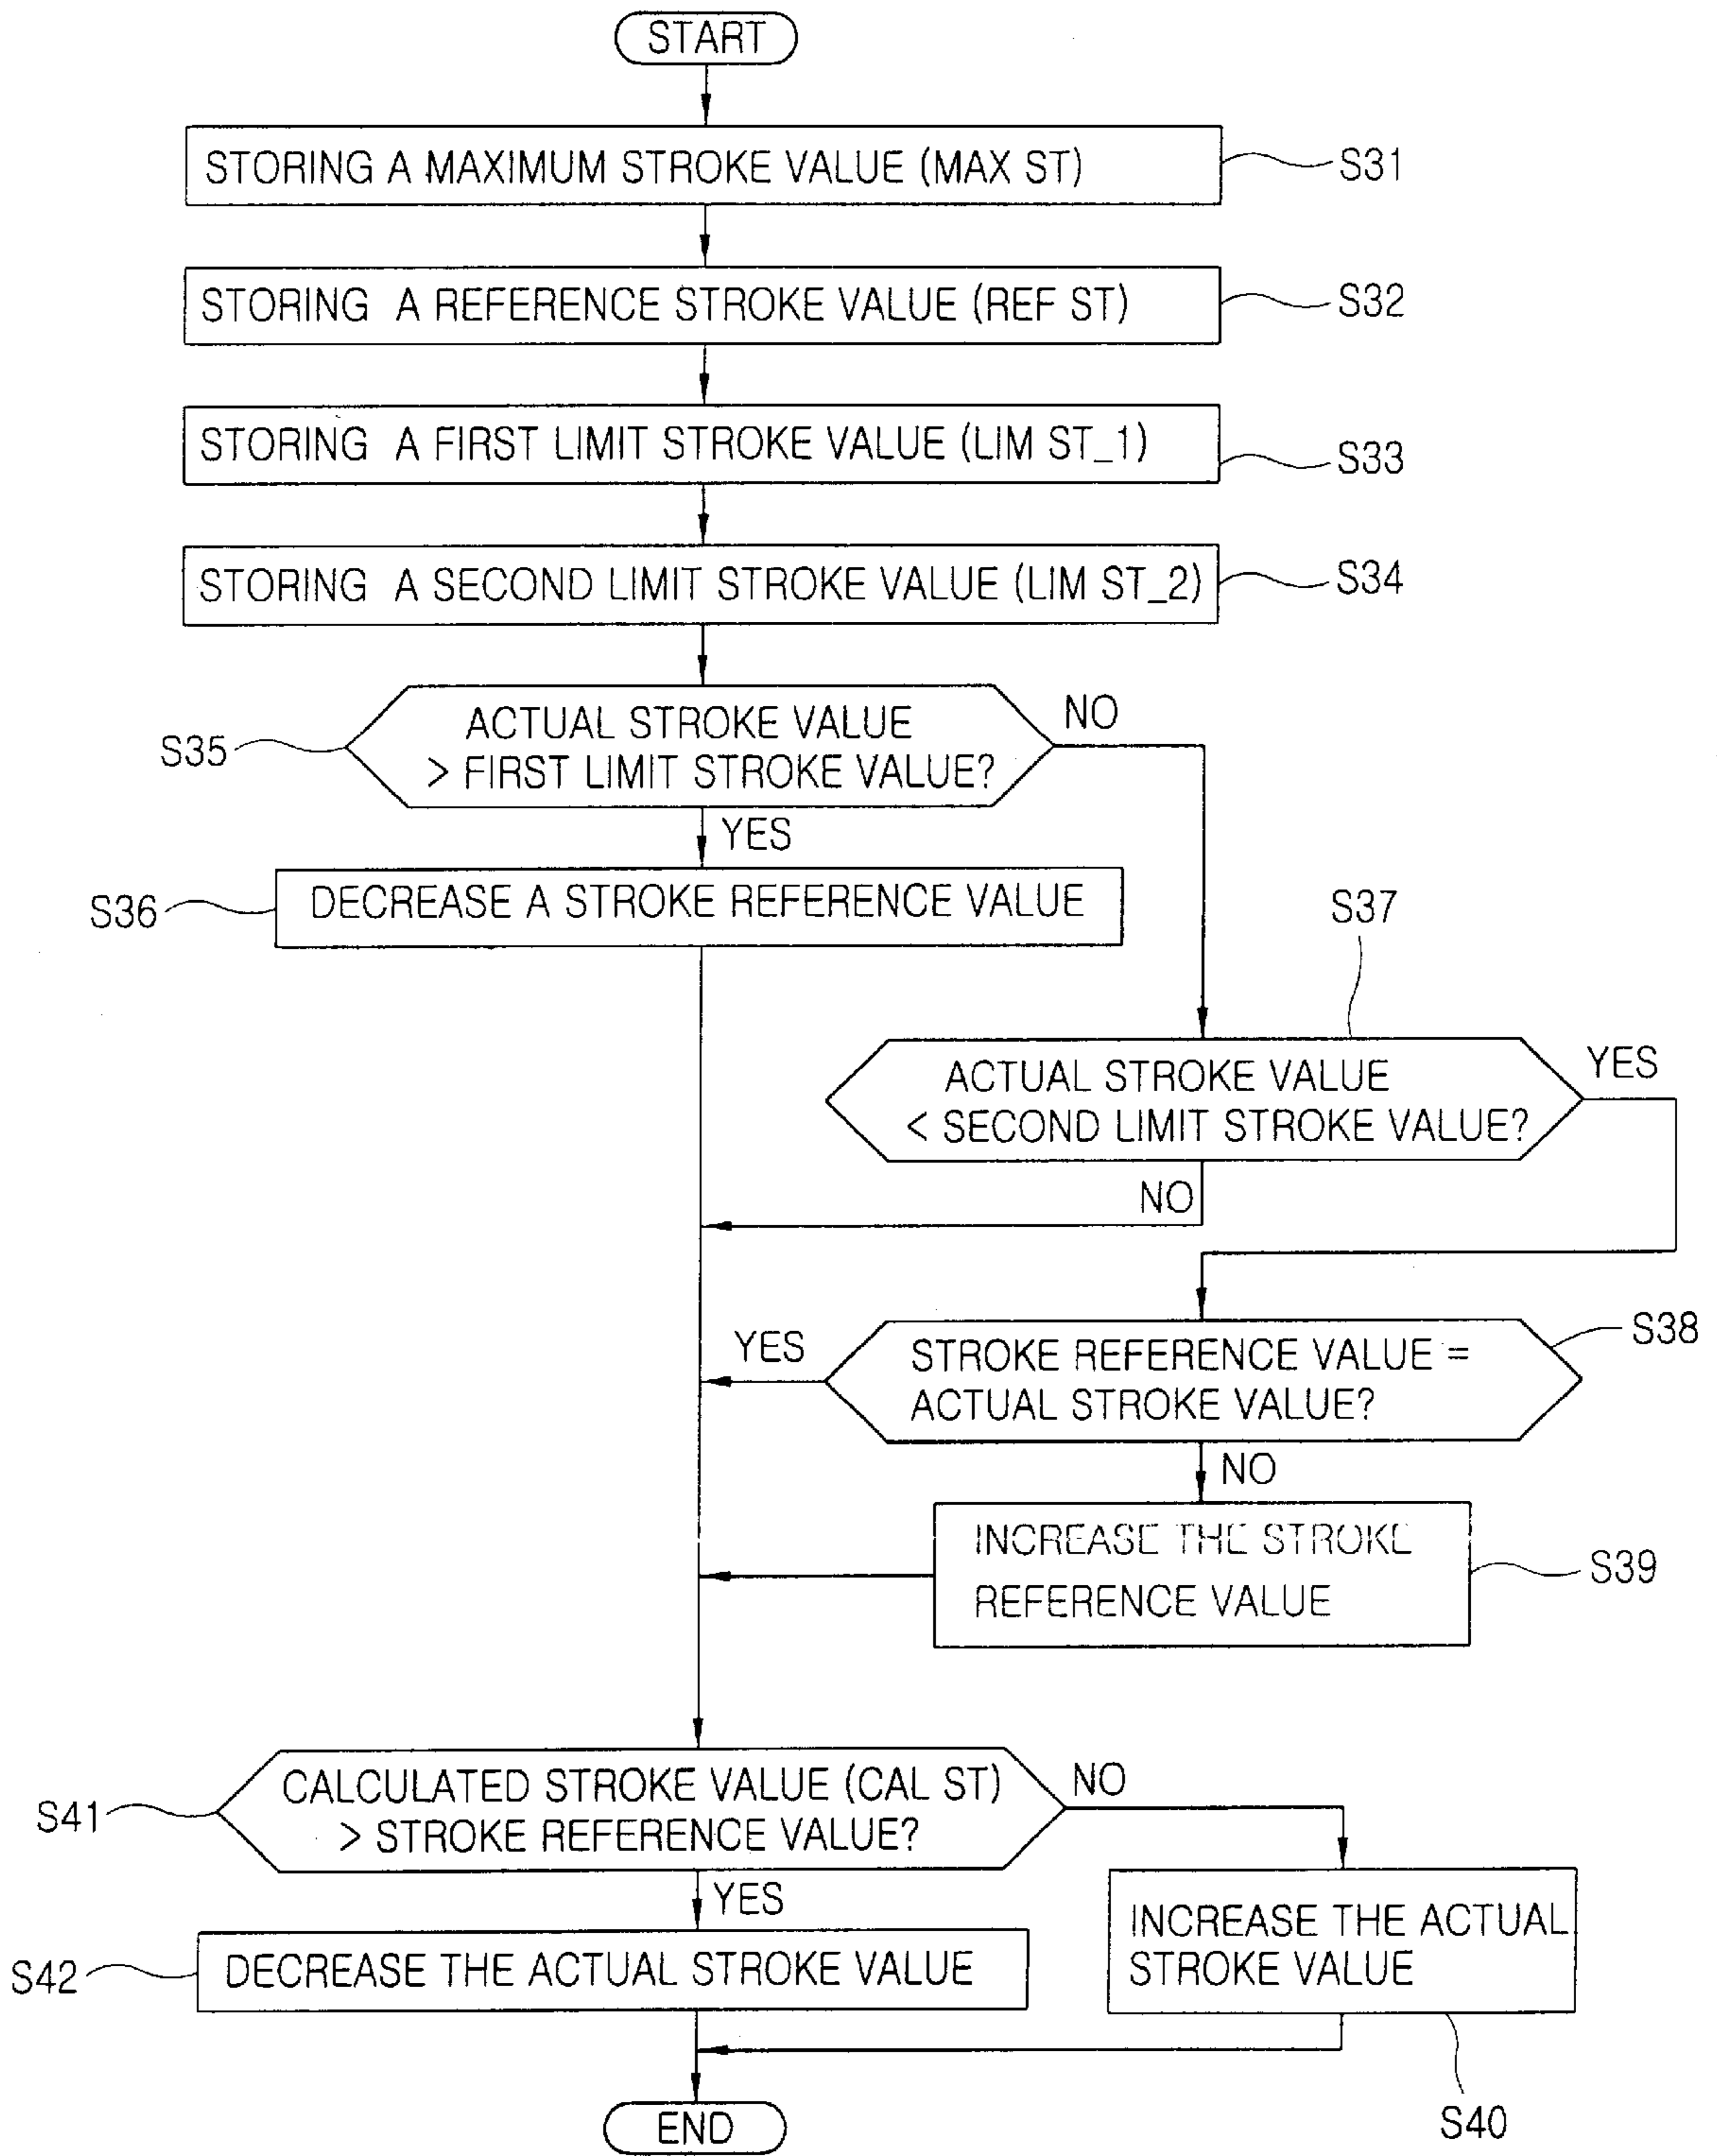 START
STORING A MAXIMUM STROKE VALUE (MAX ST)
S31
STORING A REFERENCE STROKE VALUE (REF ST)
S32
STORING A FIRST LIMIT STROKE VALUE (LIM ST_1)
S33
STORING A SECOND LIMIT STROKE VALUE (LIM ST_2)
S34
ACTUAL STROKE VALUE
> FIRST LIMIT STROKE VALUE?
NO
S35
YES
DECREASE A STROKE REFERENCE VALUE
S36
S37
ACTUAL STROKE VALUE
< SECOND LIMIT STROKE VALUE?
YES
NO
YES
STROKE REFERENCE VALUE =
ACTUAL STROKE VALUE?
S38
NO
INCREASE THE STROKE
REFERENCE VALUE
S39
CALCULATED STROKE VALUE (CAL ST)
> STROKE REFERENCE VALUE?
NO
S41
YES
DECREASE THE ACTUAL STROKE VALUE
S42
INCREASE THE ACTUAL
STROKE VALUE
S40
END